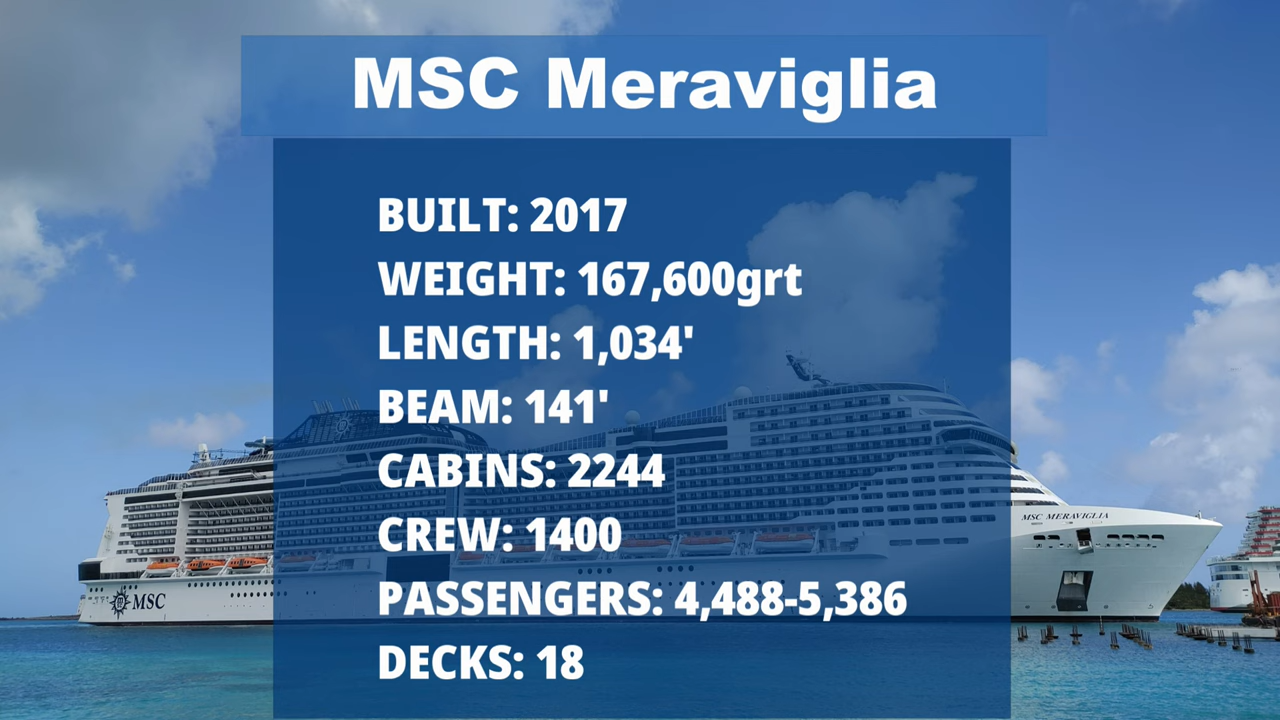 MSC Meraviglia
BUILT: 2017
WEIGHT: 167,600grt
LENGTH: 1,034'
BEAM: 141'
CABINS: 2244
CREW: 1400
PASSENGERS: 4,488-5,386
DECKS: 18
MSC MERAVIGLIA
MSC